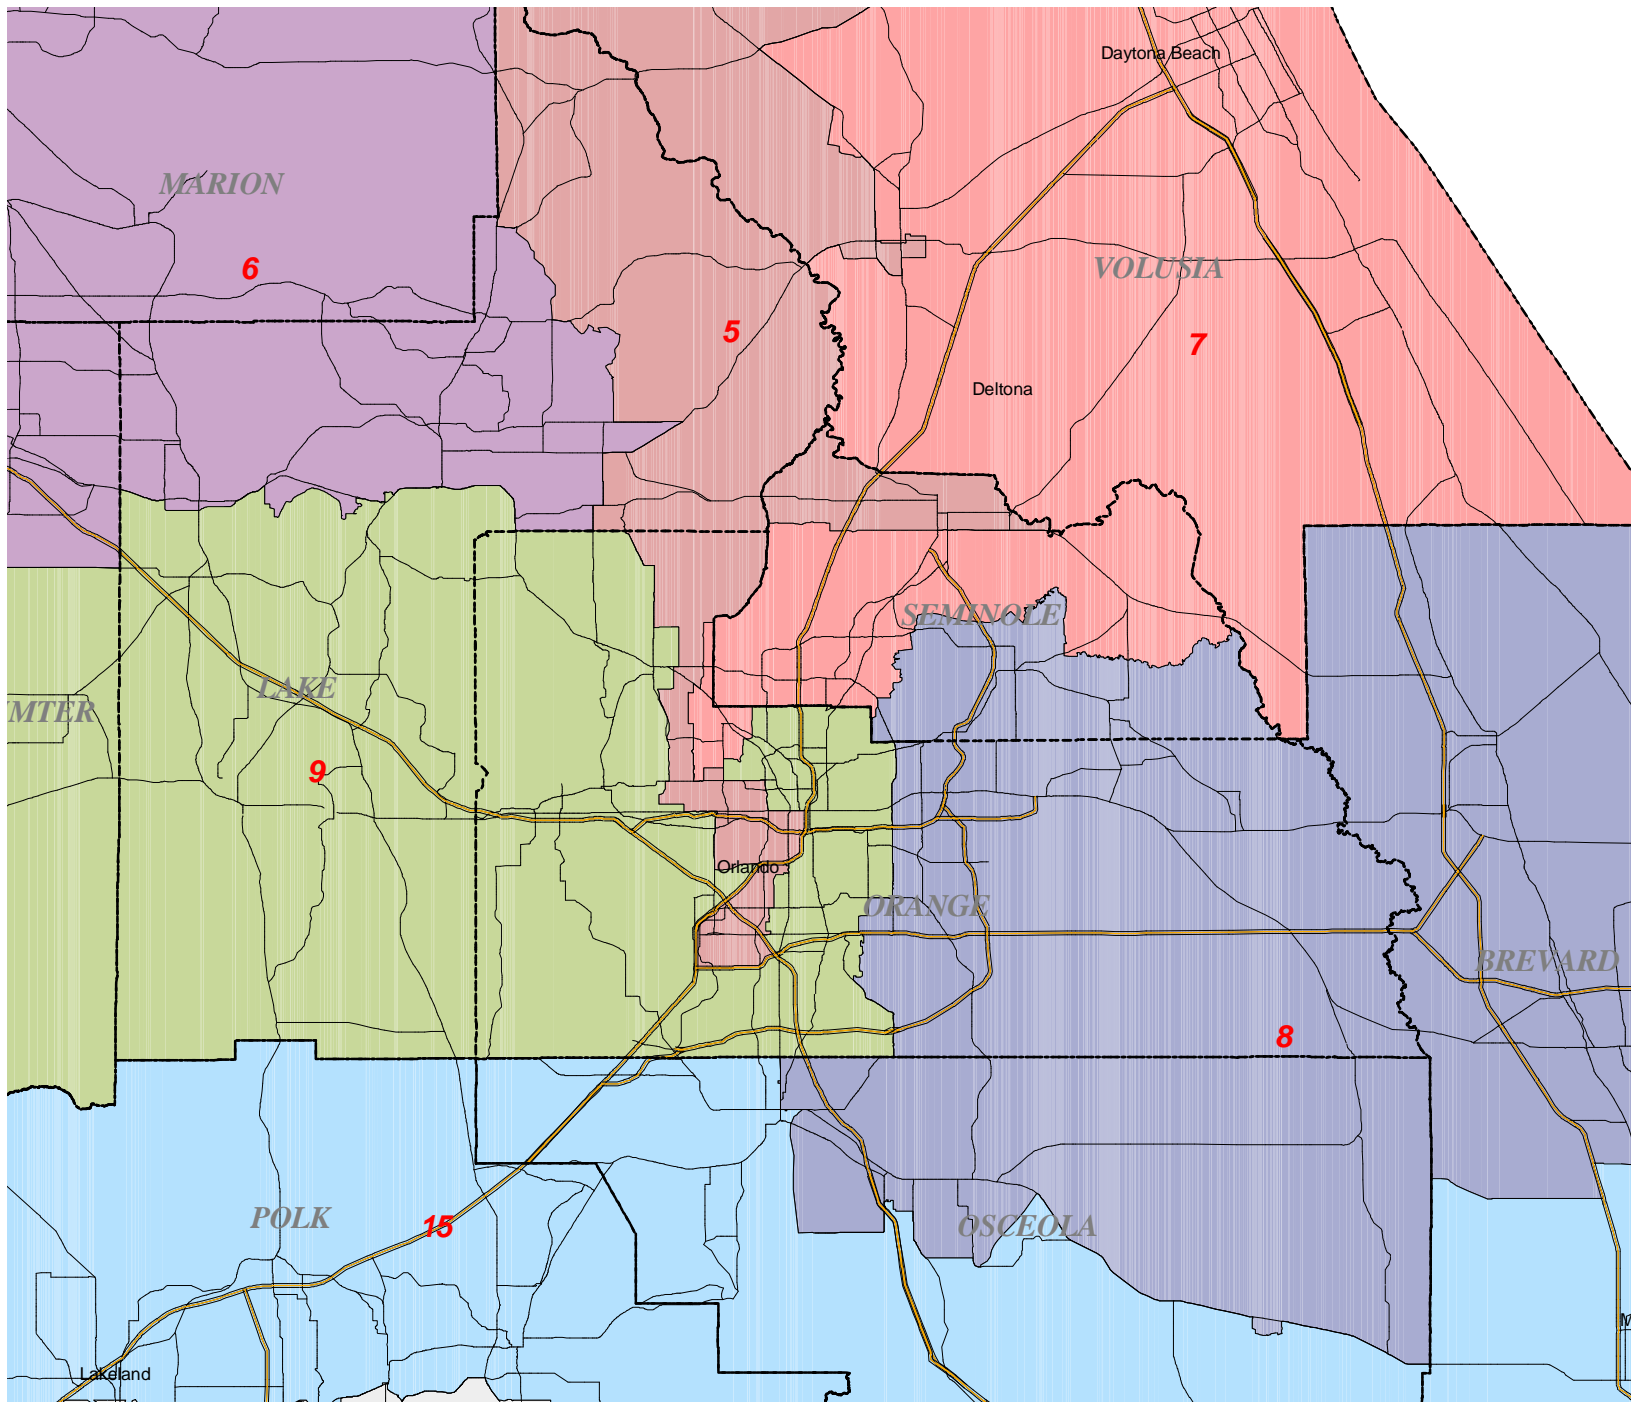 Daytona Beach
MARION
6
VOLUSIA
5
7
Deltona
SEMINOLE
LAKE
MTER
9
Orlando
ORANGE
BREVARD
8
POLK
15
OSCEOLA
Lakeland